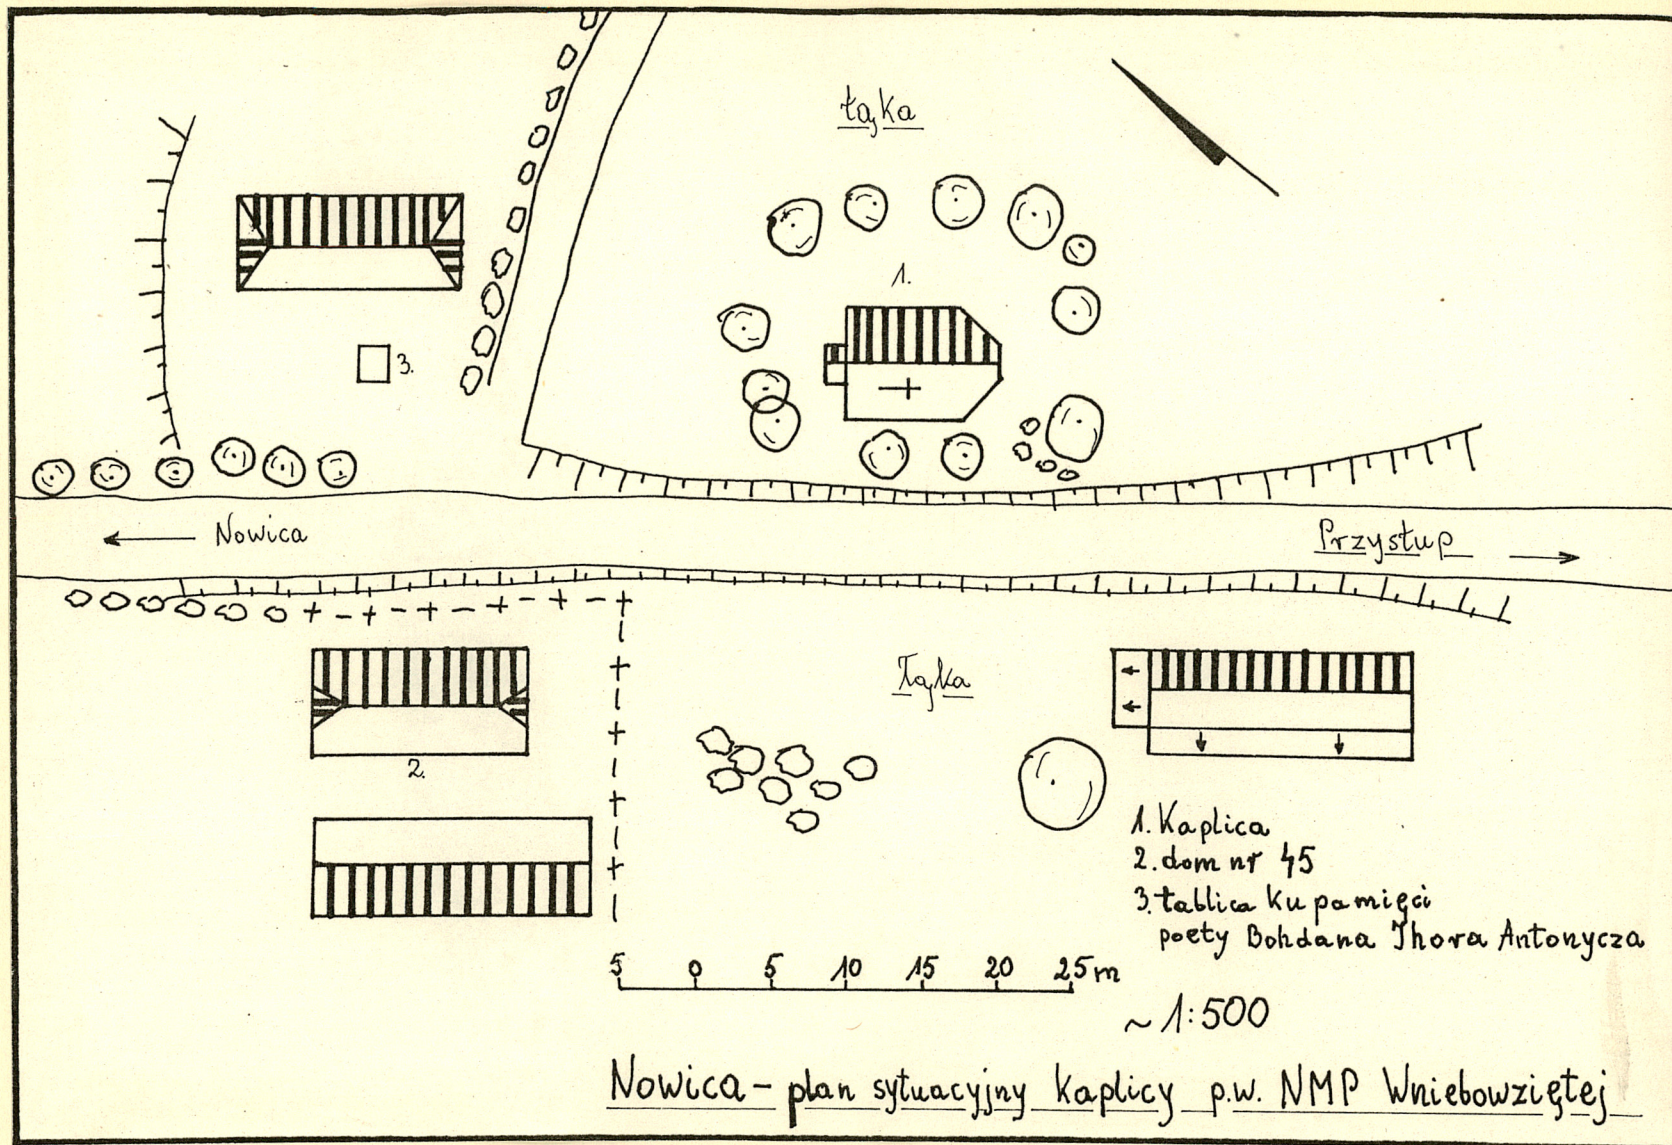 łąka
1.
3.
← Nowica
Przysłup →
Łąka
2.
1. Kaplica
2. dom nr 45
3. tablica ku pamięci
poety Bohdana Ihora Antonycza
5 0 5 10 15 20 25 m
~ 1:500
Nowica – plan sytuacyjny kaplicy p.w. NMP Wniebowziętej